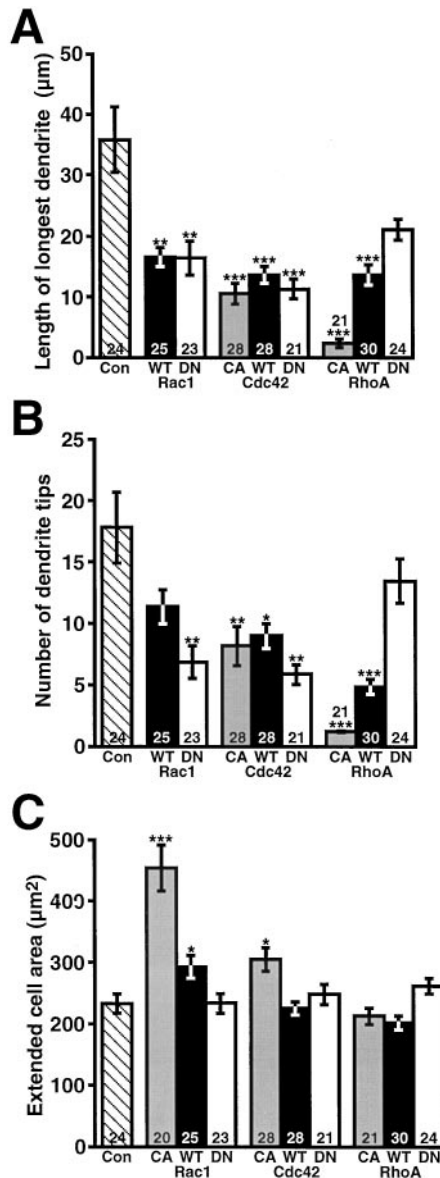 A
Length of longest dendrite (µm)
50
40
30
20
10
0
** **
*** *** ***
21
*** ***
24 25 23 28 28 21 30 24
Con WT DN CA WT DN CA WT DN
Rac1 Cdc42 RhoA
B
Number of dendrite tips
25
20
15
10
5
0
**
** * **
21
*** ***
24 25 23 28 28 21 30 24
Con WT DN CA WT DN CA WT DN
Rac1 Cdc42 RhoA
C
Extended cell area (µm²)
500
400
300
200
100
0
*** *
*
24 20 25 23 28 28 21 21 30 24
Con CA WT DN CA WT DN CA WT DN
Rac1 Cdc42 RhoA